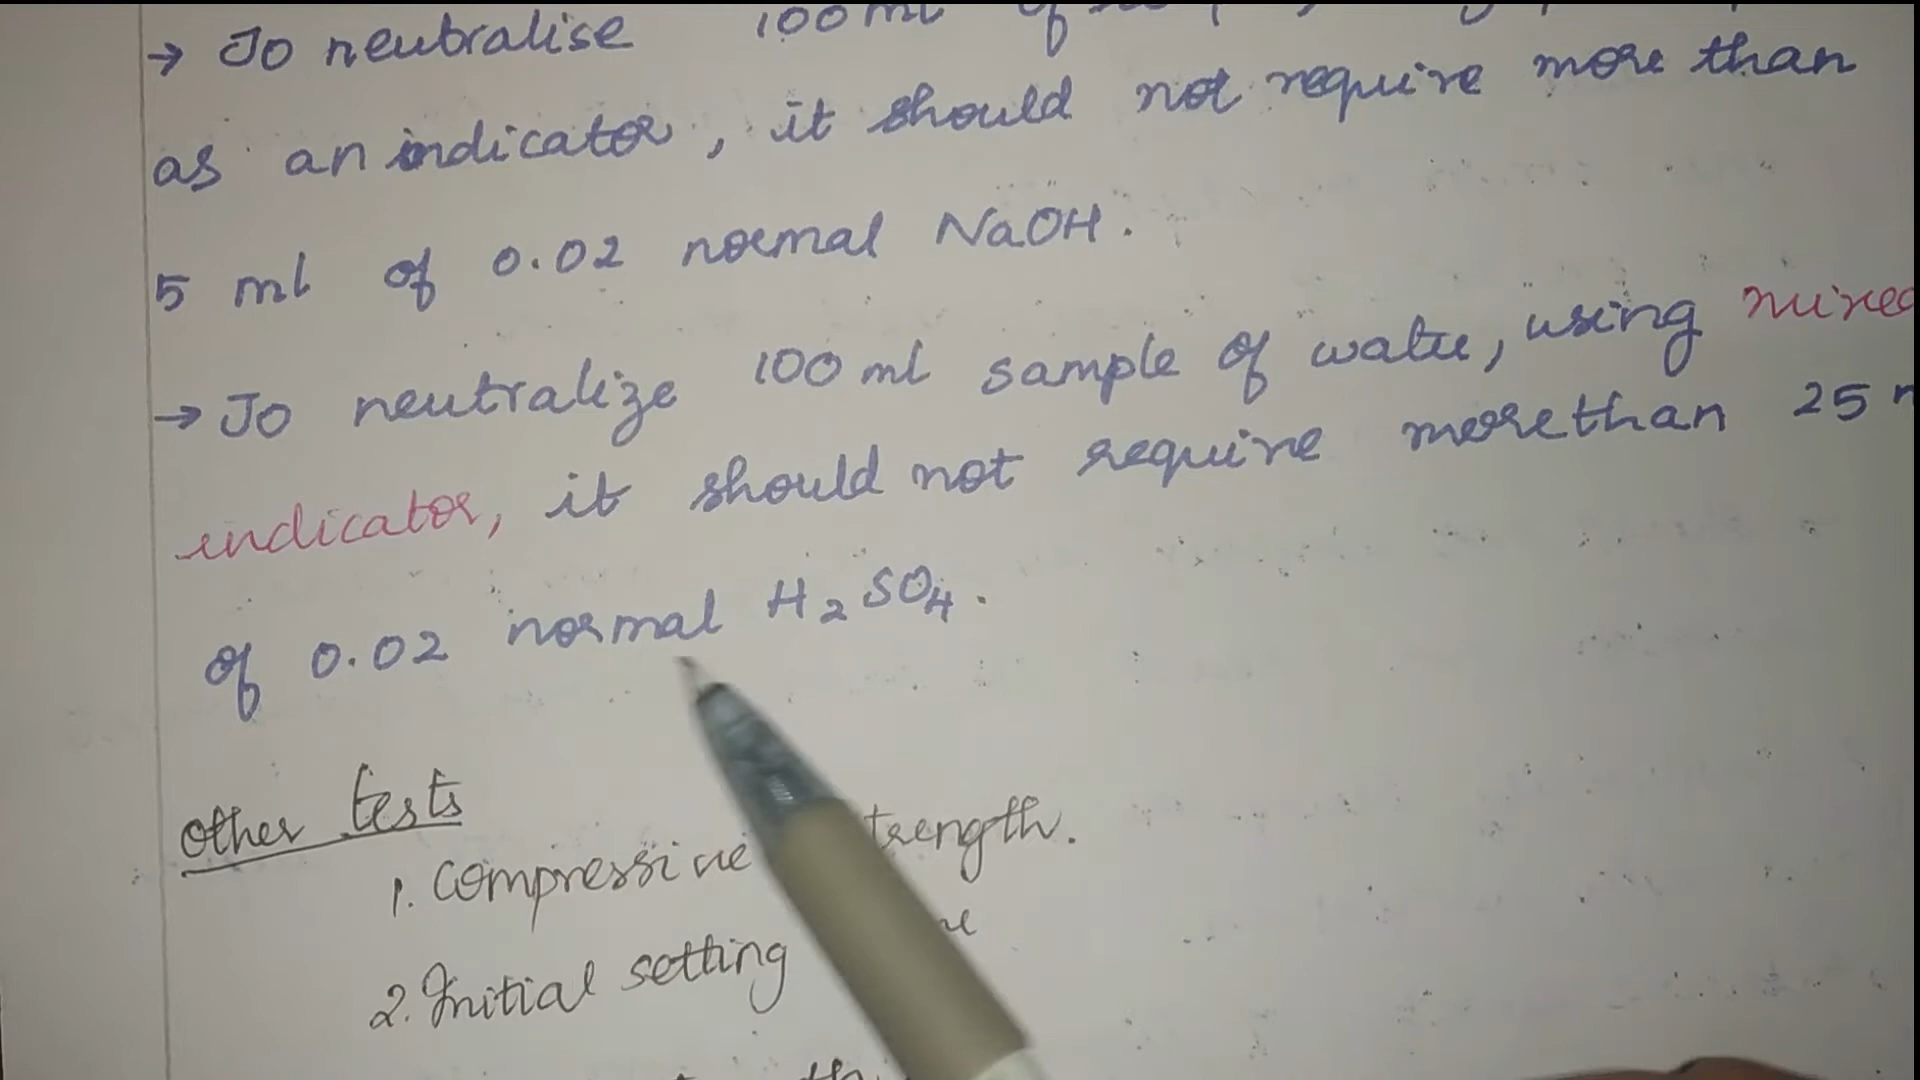 → To neutralise 100 ml of
as an indicator, it should not require more than
5 ml of 0.02 normal NaOH.
→ To neutralize 100 ml sample of water, using mixed
indicator, it should not require morethan 25
of 0.02 normal H₂SO₄.
Other tests
1. Compressive strength.
2. Initial setting